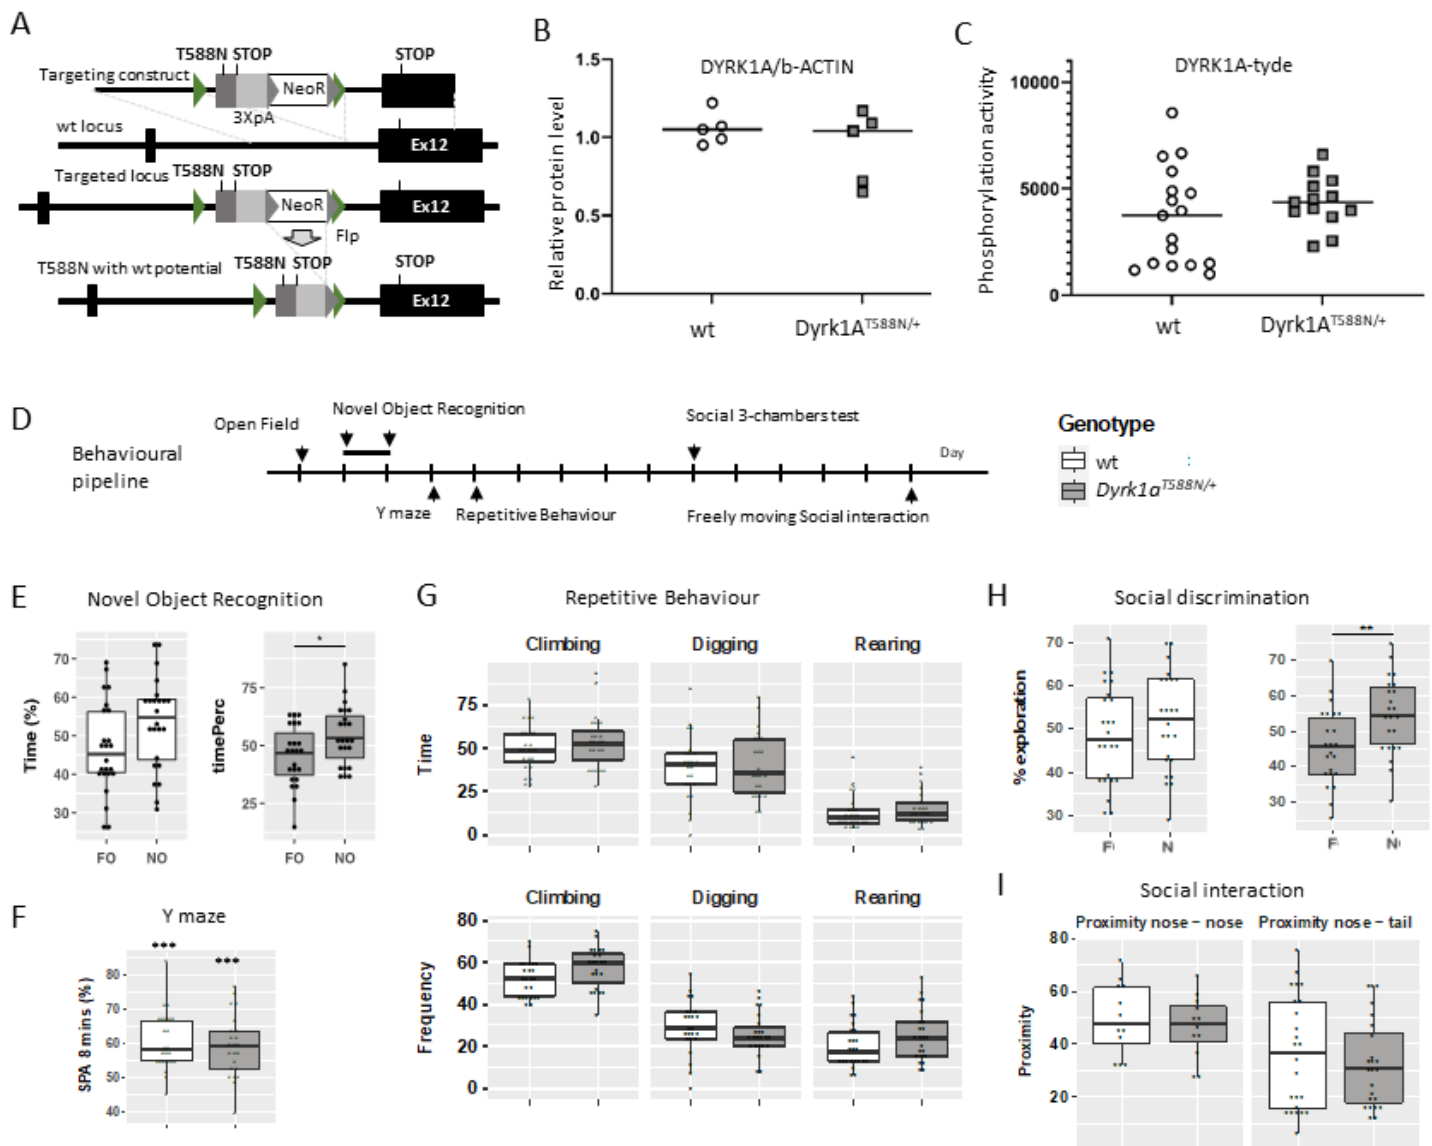 A
T588N STOP
STOP
Targeting construct
NeoR
3XpA
wt locus
Ex12
Targeted locus
T588N STOP
NeoR
Ex12
Flp
T588N with wt potential
T588N STOP
STOP
Ex12
B
DYRK1A/b-ACTIN
Relative protein level
1.5
1.0
0.5
0.0
wt
Dyrk1A^T588N/+
C
DYRK1A-tyde
Phosphorylation activity
10000
5000
0
wt
Dyrk1A^T588N/+
D
Behavioural
pipeline
Open Field
Novel Object Recognition
Social 3-chambers test
Day
Y maze
Repetitive Behaviour
Freely moving Social interaction
Genotype
wt
Dyrk1a^T588N/+
E
Novel Object Recognition
Time (%)
70
60
50
40
30
FO NO
timePerc
75
50
25
*
FO NO
F
Y maze
SPA 8 mins (%)
80
70
60
50
40
***
***
G
Repetitive Behaviour
Climbing Digging Rearing
Time
75
50
25
0
Climbing Digging Rearing
Frequency
80
60
40
20
0
H
Social discrimination
% exploration
70
60
50
40
30
F N
70
60
50
40
30
**
F N
I
Social interaction
Proximity nose – nose Proximity nose – tail
Proximity
80
60
40
20